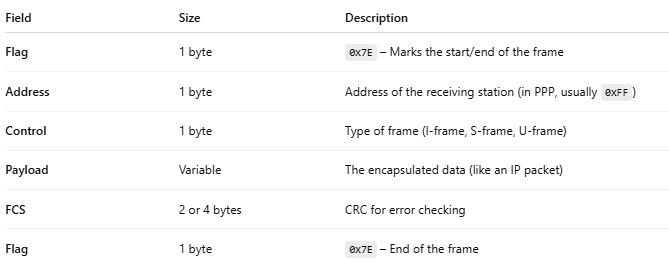 Field Size Description
Flag 1 byte 0x7E – Marks the start/end of the frame
Address 1 byte Address of the receiving station (in PPP, usually 0xFF)
Control 1 byte Type of frame (I-frame, S-frame, U-frame)
Payload Variable The encapsulated data (like an IP packet)
FCS 2 or 4 bytes CRC for error checking
Flag 1 byte 0x7E – End of the frame